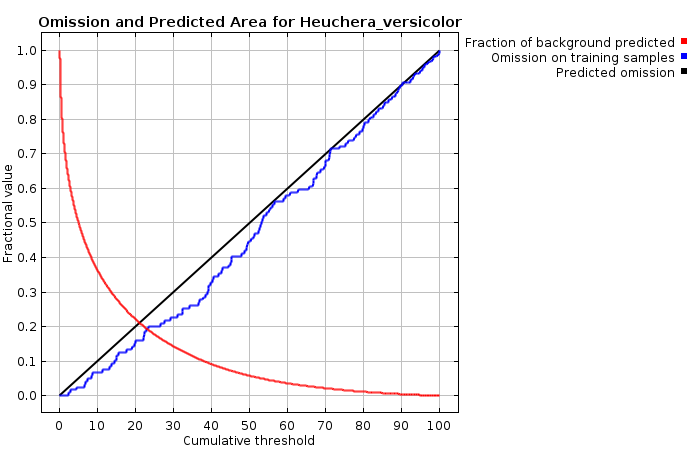 Omission and Predicted Area for Heuchera_versicolor
Fraction of background predicted
Omission on training samples
Predicted omission
Fractional value
1.0
0.9
0.8
0.7
0.6
0.5
0.4
0.3
0.2
0.1
0.0
0 10 20 30 40 50 60 70 80 90 100
Cumulative threshold